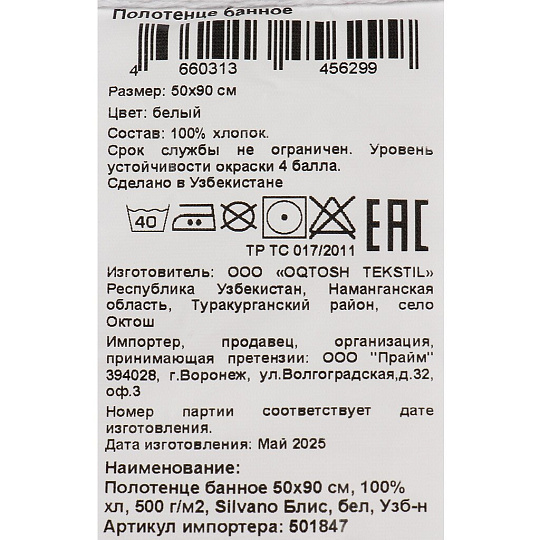 Полотенце банное
4 660313 456299
Размер: 50х90 см
Цвет: белый
Состав: 100% хлопок.
Срок службы не ограничен. Уровень
устойчивости окраски 4 балла.
Сделано в Узбекистане
40
EAC
ТР ТС 017/2011
Изготовитель: ООО «OQTOSH TEKSTIL»
Республика Узбекистан, Наманганская
область, Туракурганский район, село
Октош
Импортер, продавец, организация,
принимающая претензии: ООО "Прайм"
394028, г.Воронеж, ул.Волгоградская,д.32,
оф.3
Номер партии соответствует дате
изготовления.
Дата изготовления: Май 2025
Наименование:
Полотенце банное 50х90 см, 100%
хл, 500 г/м2, Silvano Блис, бел, Узб-н
Артикул импортера: 501847